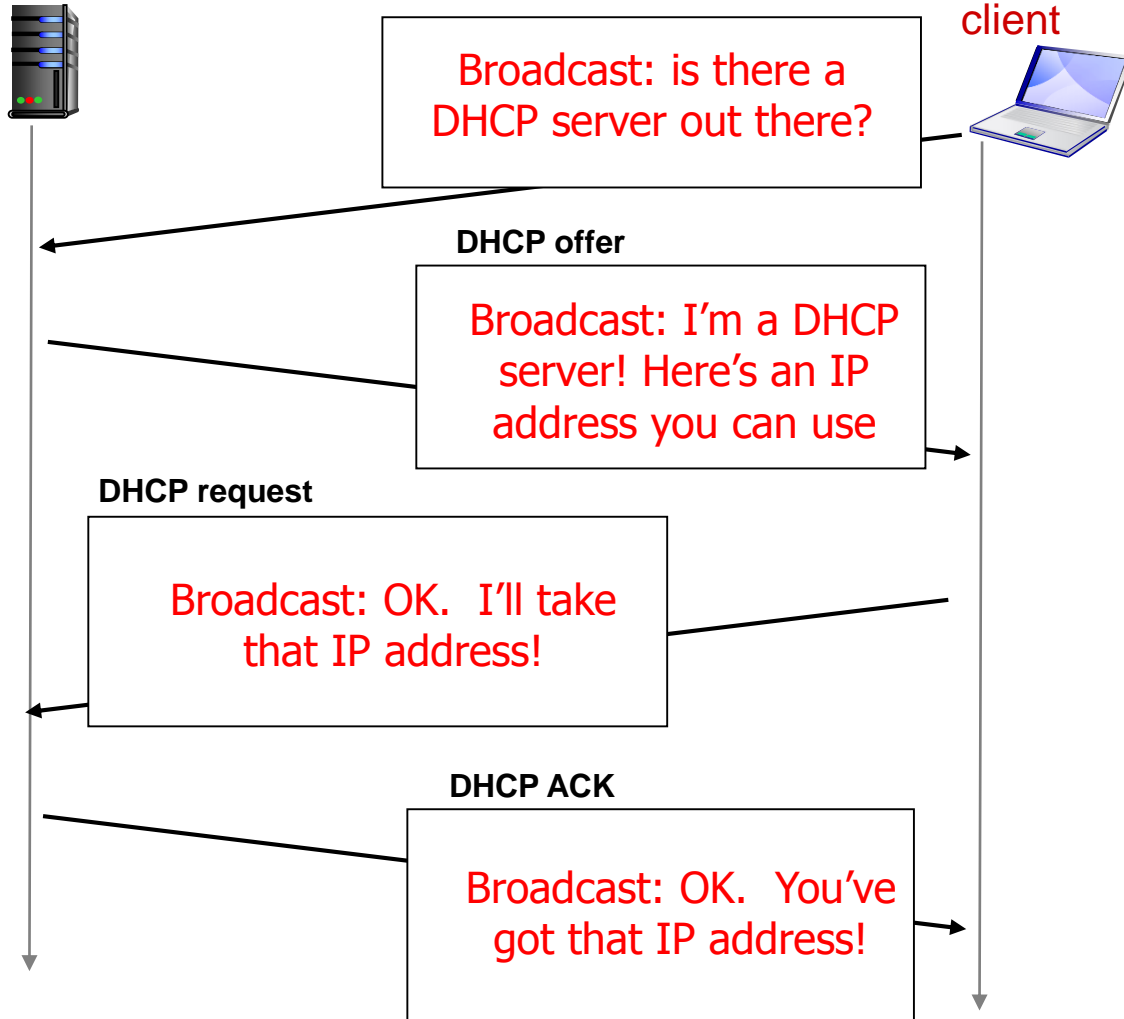 client
Broadcast: is there a
DHCP server out there?
DHCP offer
Broadcast: I’m a DHCP
server! Here’s an IP
address you can use
DHCP request
Broadcast: OK.  I’ll take
that IP address!
DHCP ACK
Broadcast: OK.  You’ve
got that IP address!